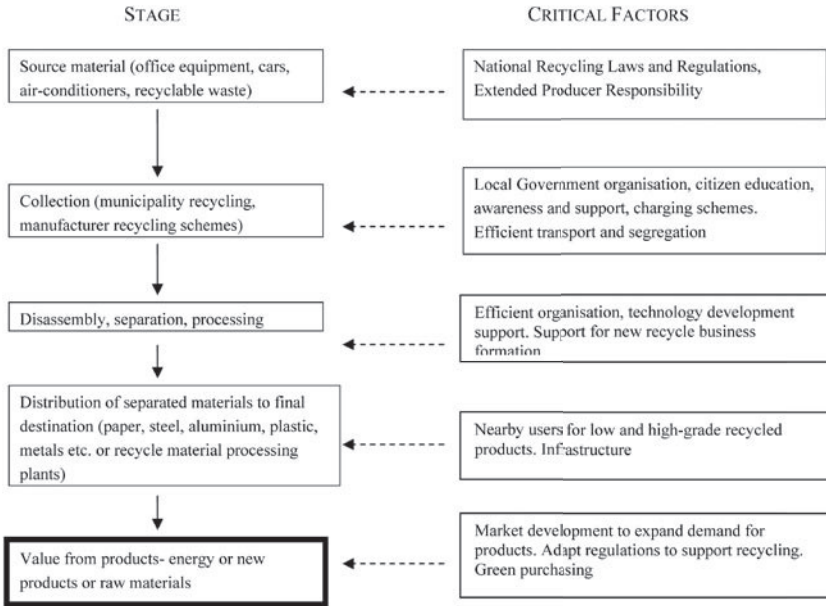 STAGE
CRITICAL FACTORS
Source material (office equipment, cars,
air-conditioners, recyclable waste)
National Recycling Laws and Regulations,
Extended Producer Responsibility
Collection (municipality recycling,
manufacturer recycling schemes)
Local Government organisation, citizen education,
awareness and support, charging schemes.
Efficient transport and segregation
Disassembly, separation, processing
Efficient organisation, technology development
support. Support for new recycle business
formation
Distribution of separated materials to final
destination (paper, steel, aluminium, plastic,
metals etc. or recycle material processing
plants)
Nearby users for low and high-grade recycled
products. Infrastructure
Value from products- energy or new
products or raw materials
Market development to expand demand for
products. Adapt regulations to support recycling.
Green purchasing